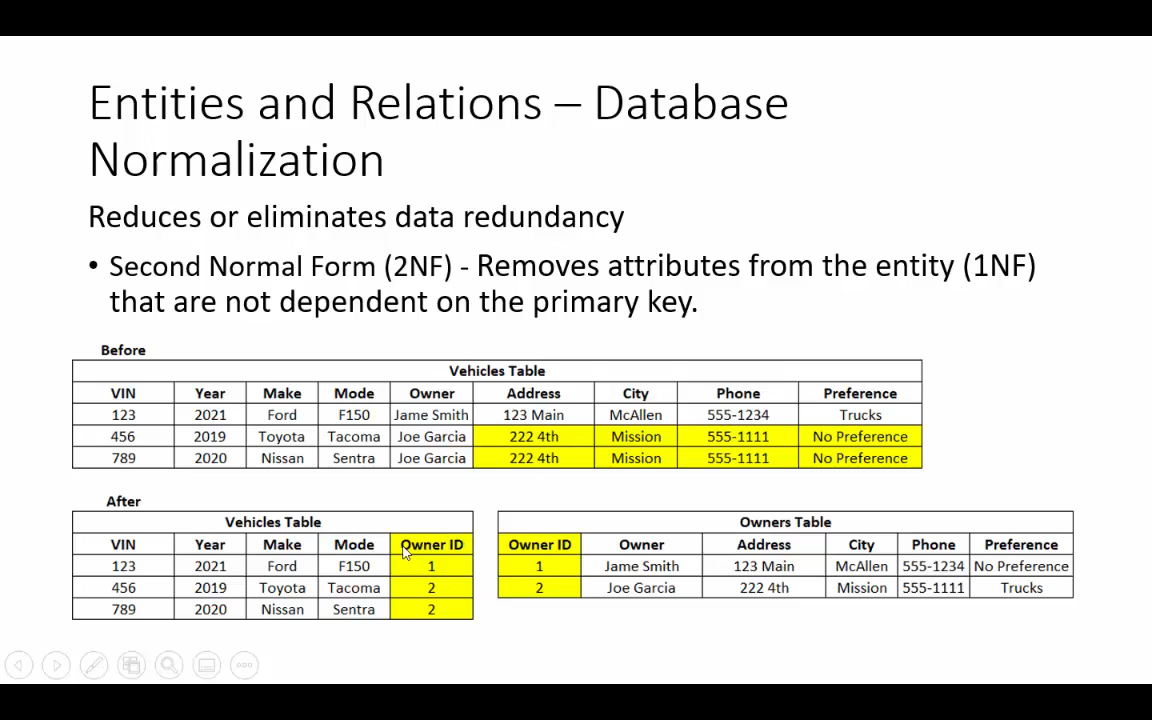 Entities and Relations – Database
Normalization
Reduces or eliminates data redundancy
• Second Normal Form (2NF) - Removes attributes from the entity (1NF)
that are not dependent on the primary key.
Before
Vehicles Table
VIN Year Make Mode Owner Address City Phone Preference
123 2021 Ford F150 Jame Smith 123 Main McAllen 555-1234 Trucks
456 2019 Toyota Tacoma Joe Garcia 222 4th Mission 555-1111 No Preference
789 2020 Nissan Sentra Joe Garcia 222 4th Mission 555-1111 No Preference
After
Vehicles Table
VIN Year Make Mode Owner ID
123 2021 Ford F150 1
456 2019 Toyota Tacoma 2
789 2020 Nissan Sentra 2
Owners Table
Owner ID Owner Address City Phone Preference
1 Jame Smith 123 Main McAllen 555-1234 No Preference
2 Joe Garcia 222 4th Mission 555-1111 Trucks